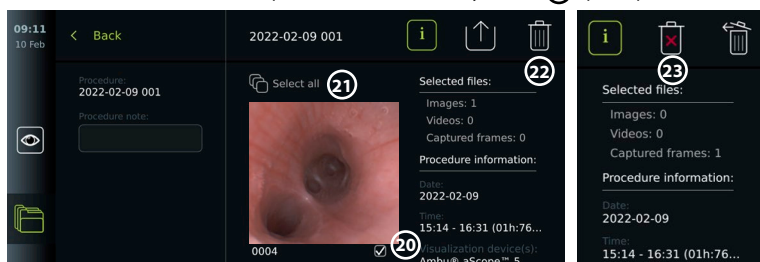 09:11
10 Feb
Back
2022-02-09 001
i
22
Procedure:
2022-02-09 001
Procedure note:
Select all
21
Selected files:
Images: 1
Videos: 0
Captured frames: 0
Procedure information:
Date:
2022-02-09
Time:
15:14 - 16:31 (01h:76...
Visualization device(s):
Ambu® aScope™ 5
0004
20
i
23
Selected files:
Images: 0
Videos: 0
Captured frames: 1
Procedure information:
Date:
2022-02-09
Time:
15:14 - 16:31 (01h:76...